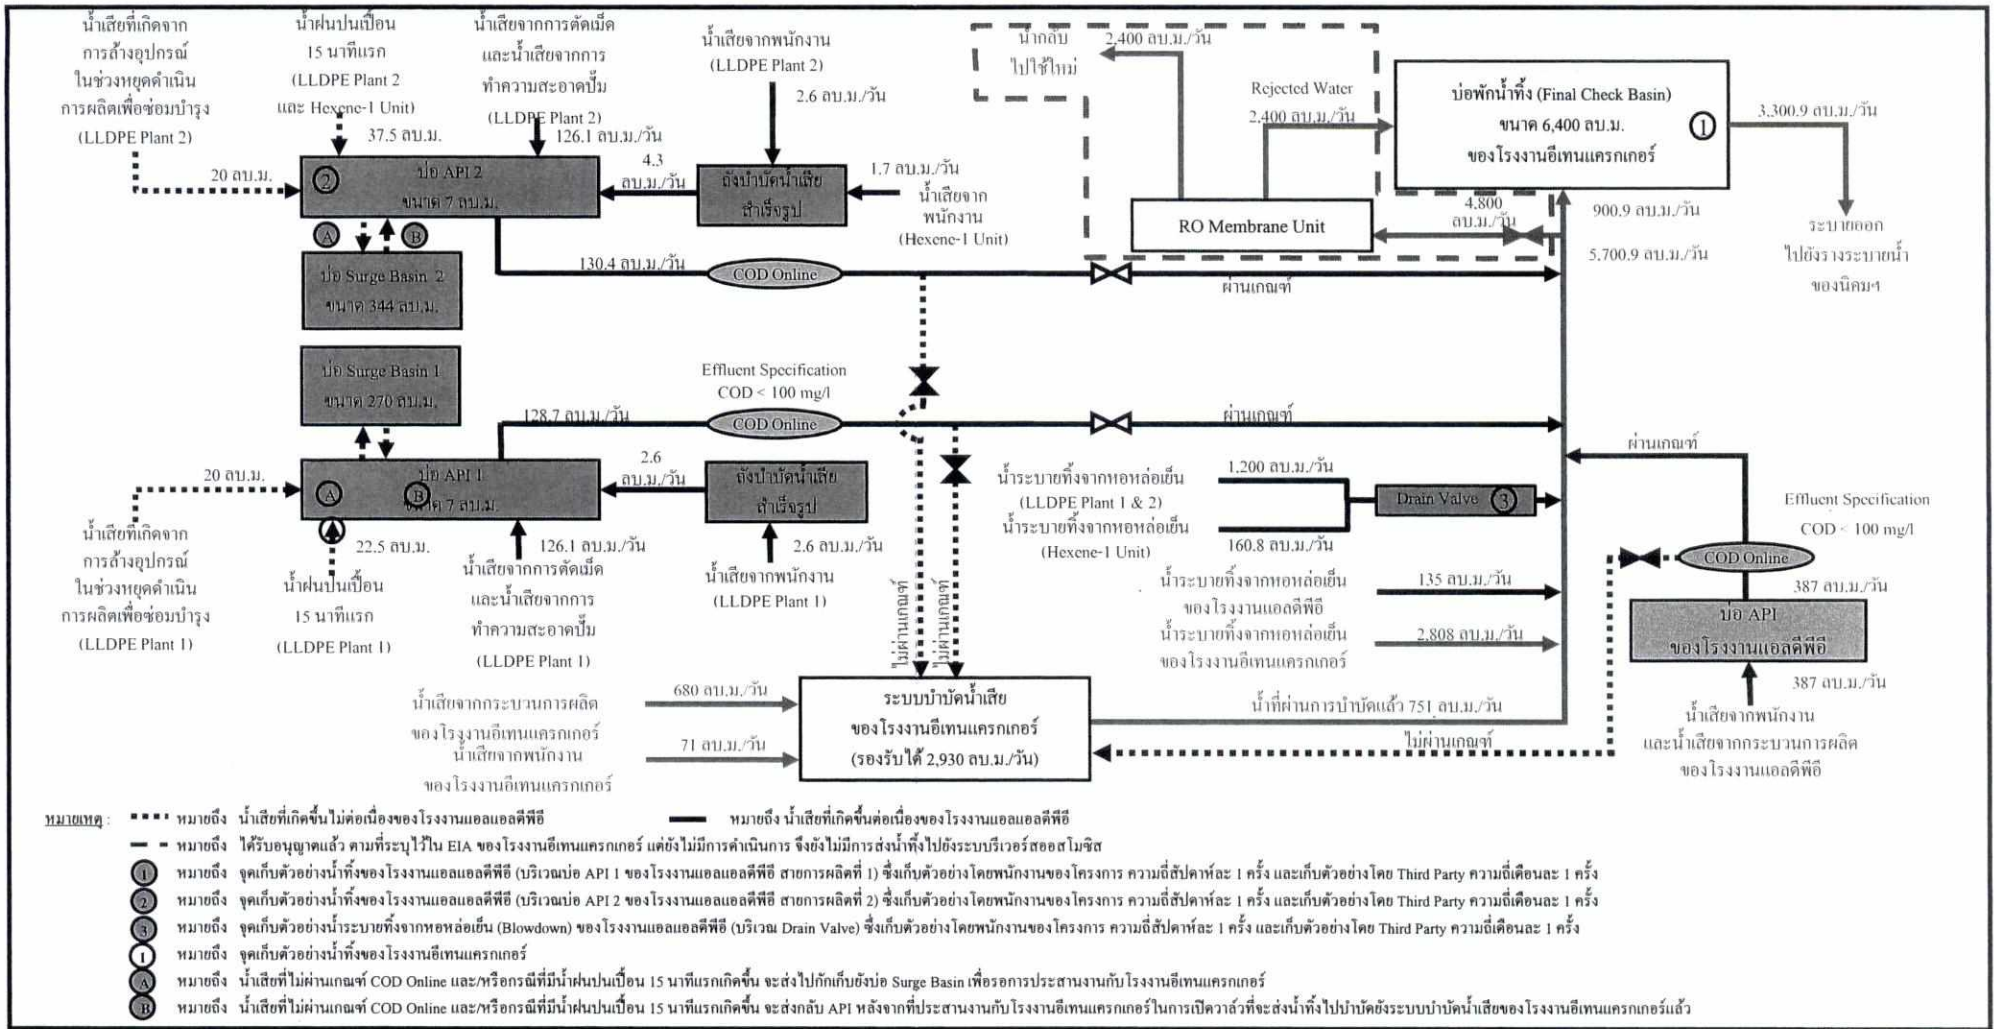 น้ำเสียที่เกิดจาก
การล้างอุปกรณ์
ในช่วงหยุดดำเนิน
การผลิตเพื่อซ่อมบำรุง
(LLDPE Plant 2)
20 ลบ.ม.
น้ำฝนปนเปื้อน
15 นาทีแรก
(LLDPE Plant 2
และ Hexene-1 Unit)
37.5 ลบ.ม.
น้ำเสียจากการตัดเม็ด
และน้ำเสียจากการ
ทำความสะอาดปั๊ม
(LLDPE Plant 2)
126.1 ลบ.ม./วัน
น้ำเสียจากพนักงาน
(LLDPE Plant 2)
2.6 ลบ.ม./วัน
น้ำกลับ
ไปใช้ใหม่
2,400 ลบ.ม./วัน
Rejected Water
2,400 ลบ.ม./วัน
บ่อพักน้ำทิ้ง (Final Check Basin)
ขนาด 6,400 ลบ.ม.
ของโรงงานอีเทนแครกเกอร์
1
3,300.9 ลบ.ม./วัน
ระบายออก
ไปยังรางระบายน้ำ
ของนิคมฯ
2
บ่อ API 2
ขนาด 7 ลบ.ม.
4.3
ลบ.ม./วัน
ถังบำบัดน้ำเสีย
สำเร็จรูป
1.7 ลบ.ม./วัน
น้ำเสียจาก
พนักงาน
(Hexene-1 Unit)
RO Membrane Unit
4,800
ลบ.ม./วัน
900.9 ลบ.ม./วัน
5,700.9 ลบ.ม./วัน
A
B
บ่อ Surge Basin 2
ขนาด 344 ลบ.ม.
130.4 ลบ.ม./วัน
COD Online
ผ่านเกณฑ์
บ่อ Surge Basin 1
ขนาด 270 ลบ.ม.
Effluent Specification
COD < 100 mg/l
128.7 ลบ.ม./วัน
COD Online
ผ่านเกณฑ์
20 ลบ.ม.
บ่อ API 1
ขนาด 7 ลบ.ม.
A
B
1
2.6
ลบ.ม./วัน
ถังบำบัดน้ำเสีย
สำเร็จรูป
2.6 ลบ.ม./วัน
น้ำเสียจากพนักงาน
(LLDPE Plant 1)
น้ำเสียที่เกิดจาก
การล้างอุปกรณ์
ในช่วงหยุดดำเนิน
การผลิตเพื่อซ่อมบำรุง
(LLDPE Plant 1)
22.5 ลบ.ม.
น้ำฝนปนเปื้อน
15 นาทีแรก
(LLDPE Plant 1)
126.1 ลบ.ม./วัน
น้ำเสียจากการตัดเม็ด
และน้ำเสียจากการ
ทำความสะอาดปั๊ม
(LLDPE Plant 1)
ไม่ผ่านเกณฑ์
ไม่ผ่านเกณฑ์
น้ำระบายทิ้งจากหอหล่อเย็น
(LLDPE Plant 1 & 2)
1,200 ลบ.ม./วัน
น้ำระบายทิ้งจากหอหล่อเย็น
(Hexene-1 Unit)
160.8 ลบ.ม./วัน
Drain Valve 3
น้ำระบายทิ้งจากหอหล่อเย็น
ของโรงงานแอลดีพีอี
135 ลบ.ม./วัน
น้ำระบายทิ้งจากหอหล่อเย็น
ของโรงงานอีเทนแครกเกอร์
2,808 ลบ.ม./วัน
ผ่านเกณฑ์
Effluent Specification
COD < 100 mg/l
COD Online
387 ลบ.ม./วัน
บ่อ API
ของโรงงานแอลดีพีอี
387 ลบ.ม./วัน
น้ำเสียจากพนักงาน
และน้ำเสียจากกระบวนการผลิต
ของโรงงานแอลดีพีอี
น้ำเสียจากกระบวนการผลิต
ของโรงงานอีเทนแครกเกอร์
680 ลบ.ม./วัน
น้ำเสียจากพนักงาน
ของโรงงานอีเทนแครกเกอร์
71 ลบ.ม./วัน
ระบบบำบัดน้ำเสีย
ของโรงงานอีเทนแครกเกอร์
(รองรับได้ 2,930 ลบ.ม./วัน)
น้ำที่ผ่านการบำบัดแล้ว 751 ลบ.ม./วัน
ไม่ผ่านเกณฑ์
หมายเหตุ : หมายถึง น้ำเสียที่เกิดขึ้นไม่ต่อเนื่องของโรงงานแอลแอลดีพีอี หมายถึง น้ำเสียที่เกิดขึ้นต่อเนื่องของโรงงานแอลแอลดีพีอี
หมายถึง ได้รับอนุญาตแล้ว ตามที่ระบุไว้ใน EIA ของโรงงานอีเทนแครกเกอร์ แต่ยังไม่มีการดำเนินการ จึงยังไม่มีการส่งน้ำทิ้งไปยังระบบรีเวอร์สออสโมซิส
1 หมายถึง จุดเก็บตัวอย่างน้ำทิ้งของโรงงานแอลแอลดีพีอี (บริเวณบ่อ API 1 ของโรงงานแอลแอลดีพีอี สายการผลิตที่ 1) ซึ่งเก็บตัวอย่างโดยพนักงานของโครงการ ความถี่สัปดาห์ละ 1 ครั้ง และเก็บตัวอย่างโดย Third Party ความถี่เดือนละ 1 ครั้ง
2 หมายถึง จุดเก็บตัวอย่างน้ำทิ้งของโรงงานแอลแอลดีพีอี (บริเวณบ่อ API 2 ของโรงงานแอลแอลดีพีอี สายการผลิตที่ 2) ซึ่งเก็บตัวอย่างโดยพนักงานของโครงการ ความถี่สัปดาห์ละ 1 ครั้ง และเก็บตัวอย่างโดย Third Party ความถี่เดือนละ 1 ครั้ง
3 หมายถึง จุดเก็บตัวอย่างน้ำระบายทิ้งจากหอหล่อเย็น (Blowdown) ของโรงงานแอลแอลดีพีอี (บริเวณ Drain Valve) ซึ่งเก็บตัวอย่างโดยพนักงานของโครงการ ความถี่สัปดาห์ละ 1 ครั้ง และเก็บตัวอย่างโดย Third Party ความถี่เดือนละ 1 ครั้ง
1 หมายถึง จุดเก็บตัวอย่างน้ำทิ้งของโรงงานอีเทนแครกเกอร์
A หมายถึง น้ำเสียที่ไม่ผ่านเกณฑ์ COD Online และ/หรือกรณีที่มีน้ำฝนปนเปื้อน 15 นาทีแรกเกิดขึ้น จะส่งไปกักเก็บยังบ่อ Surge Basin เพื่อรอการประสานงานกับโรงงานอีเทนแครกเกอร์
B หมายถึง น้ำเสียที่ไม่ผ่านเกณฑ์ COD Online และ/หรือกรณีที่มีน้ำฝนปนเปื้อน 15 นาทีแรกเกิดขึ้น จะส่งกลับ API หลังจากที่ประสานงานกับโรงงานอีเทนแครกเกอร์ในการเปิดวาล์วที่จะส่งน้ำทิ้งไปบำบัดยังระบบบำบัดน้ำเสียของโรงงานอีเทนแครกเกอร์แล้ว